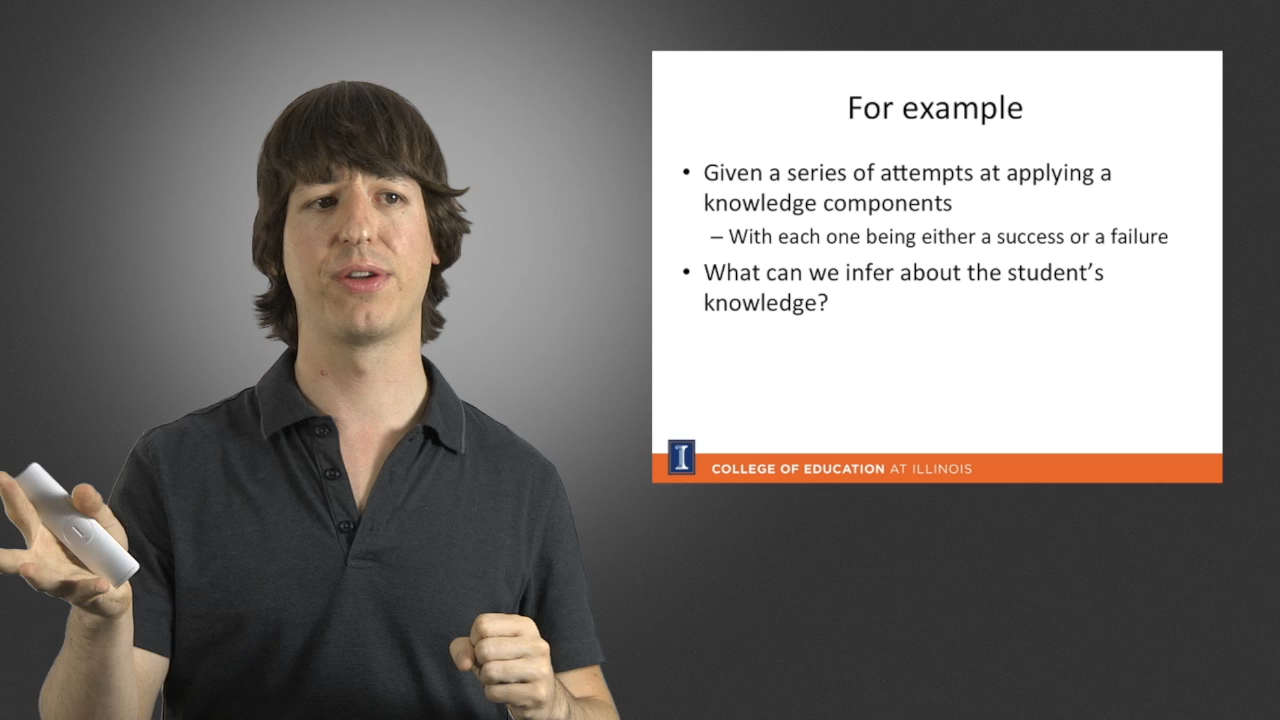 For example
• Given a series of attempts at applying a
knowledge components
– With each one being either a success or a failure
• What can we infer about the student’s
knowledge?
I
COLLEGE OF EDUCATION AT ILLINOIS